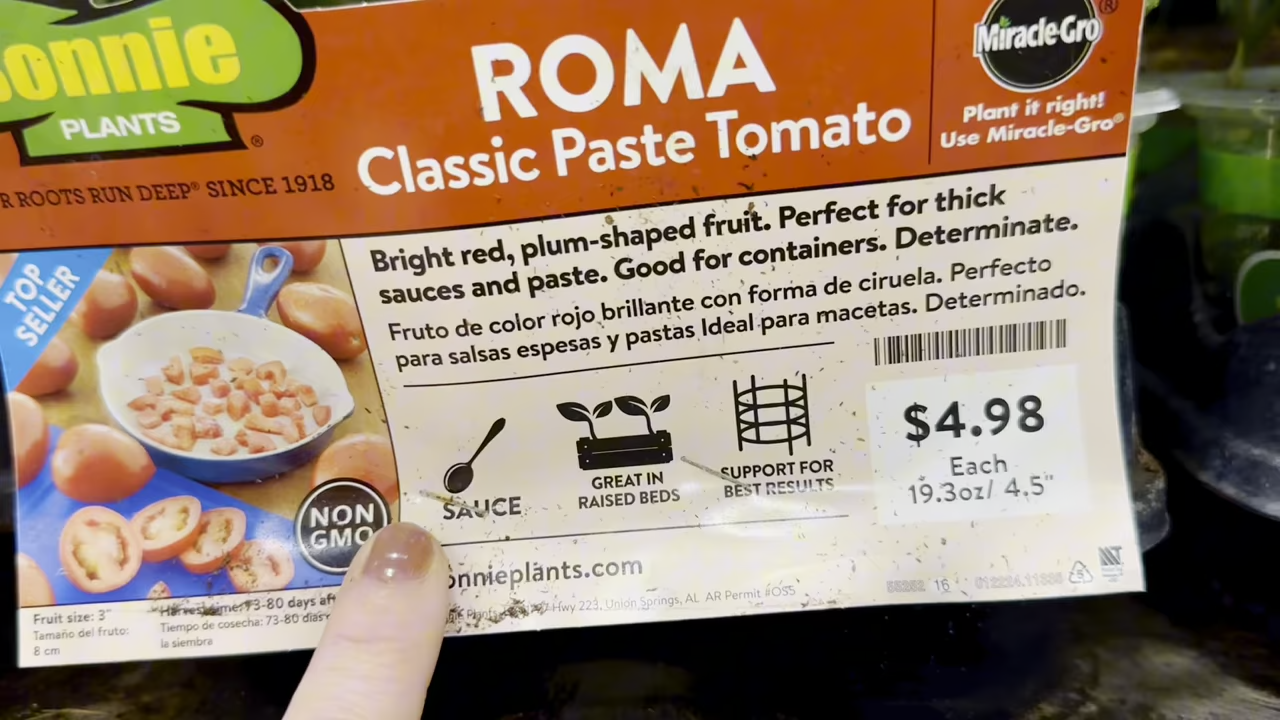 onnie
PLANTS
R ROOTS RUN DEEP® SINCE 1918
ROMA
Classic Paste Tomato
Miracle-Gro®
Plant it right!
Use Miracle-Gro®
TOP
SELLER
Bright red, plum-shaped fruit. Perfect for thick
sauces and paste. Good for containers. Determinate.
Fruto de color rojo brillante con forma de ciruela. Perfecto
para salsas espesas y pastas Ideal para macetas. Determinado.
SAUCE
GREAT IN
RAISED BEDS
SUPPORT FOR
BEST RESULTS
$4.98
Each
19.3oz/ 4.5"
NON
GMO
onnieplants.com
Hwy 223, Union Springs, AL AR Permit #OS5
16
5
Fruit size: 3"
Tamaño del fruto:
8 cm
Harvest time: 73-80 days
Tiempo de cosecha: 73-80 días
la siembra